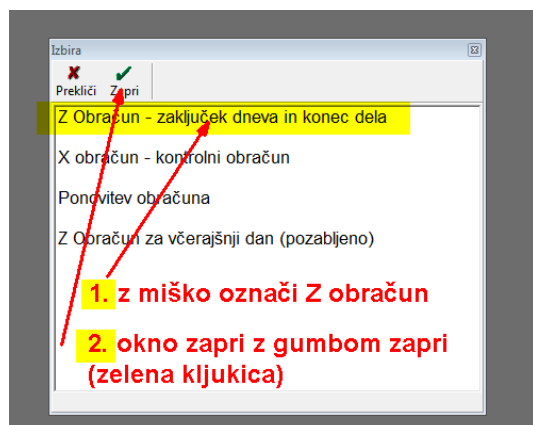 Izbira
Prekliči Zapri
Z Obračun - zaključek dneva in konec dela
X obračun - kontrolni obračun
Ponovitev obračuna
Z Obračun za včerajšnji dan (pozabljeno)
1. z miško označi Z obračun
2. okno zapri z gumbom zapri
(zelena kljukica)